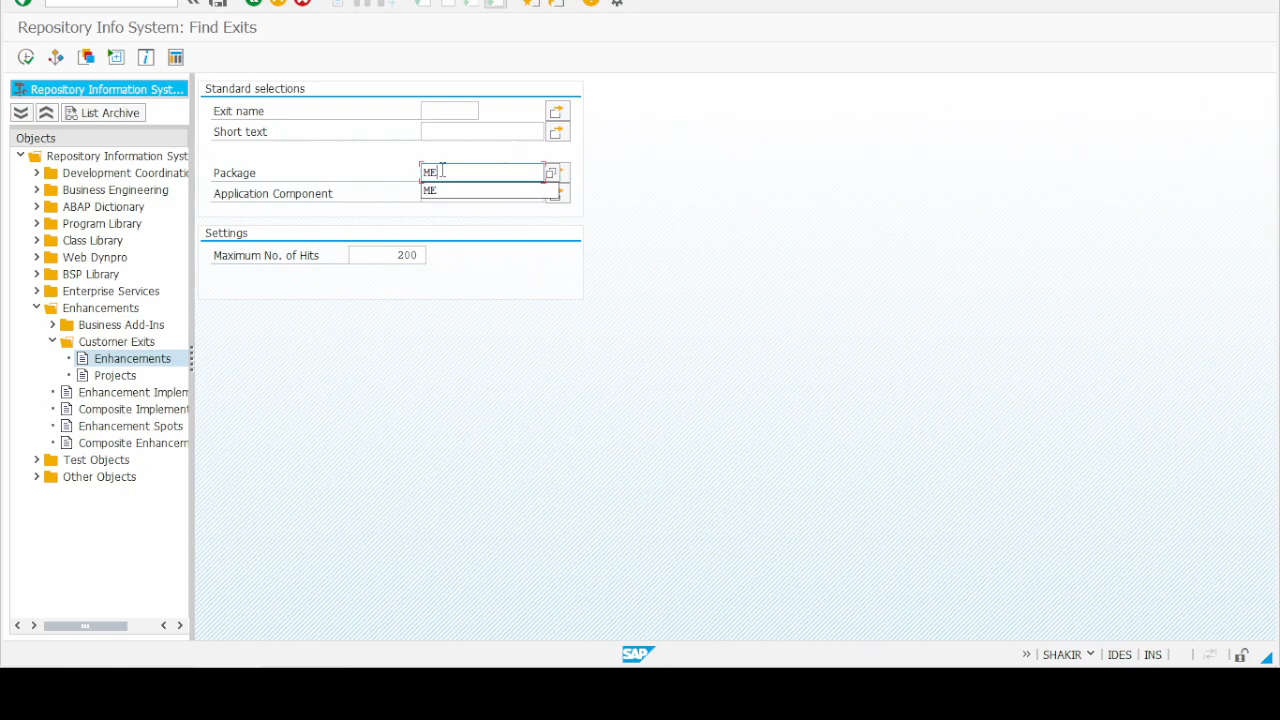 Repository Info System: Find Exits
Repository Information Syst...
List Archive
Objects
Repository Information Syst
Development Coordinatio
Business Engineering
ABAP Dictionary
Program Library
Class Library
Web Dynpro
BSP Library
Enterprise Services
Enhancements
Business Add-Ins
Customer Exits
Enhancements
Projects
Enhancement Implem
Composite Implement
Enhancement Spots
Composite Enhancem
Test Objects
Other Objects
Standard selections
Exit name
Short text
Package ME
ME
Application Component
Settings
Maximum No. of Hits 200
SAP
SHAKIR IDES INS